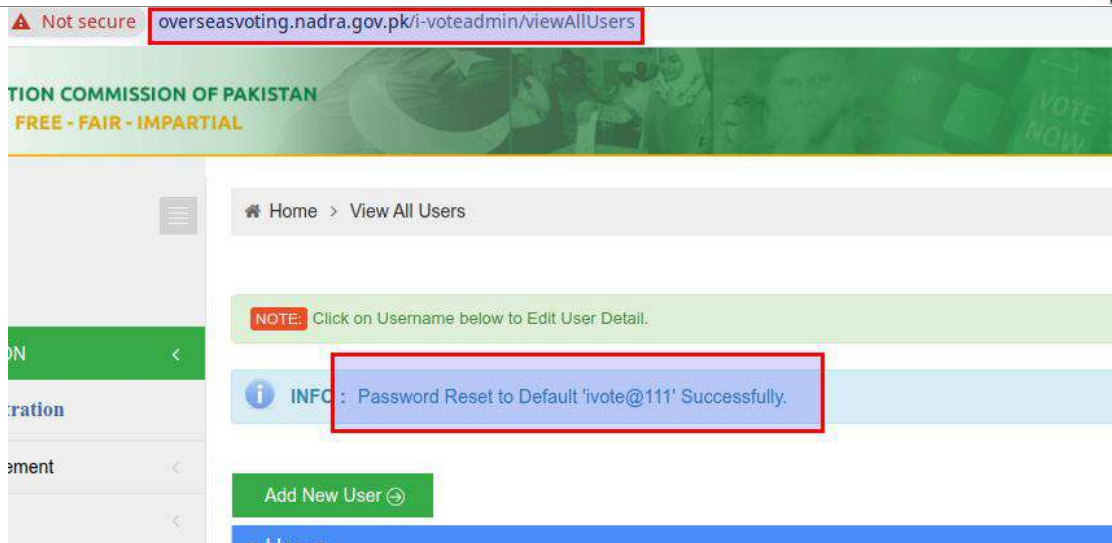 Not secure overseasvoting.nadra.gov.pk/i-voteadmin/viewAllUsers
TION COMMISSION OF PAKISTAN
FREE - FAIR - IMPARTIAL
VOTE
NOW
Home > View All Users
NOTE: Click on Username below to Edit User Detail.
ON
INFO : Password Reset to Default 'ivote@111' Successfully.
tration
ement
Add New User